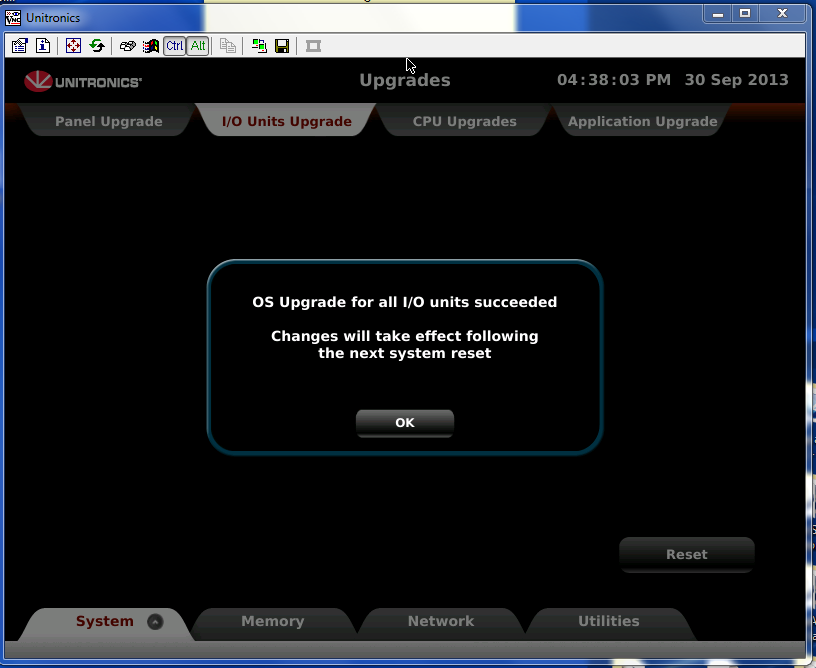 Unitronics
Ctrl Alt
UNITRONICS
Upgrades
04:38:03 PM 30 Sep 2013
Panel Upgrade
I/O Units Upgrade
CPU Upgrades
Application Upgrade
OS Upgrade for all I/O units succeeded
Changes will take effect following
the next system reset
OK
Reset
System
Memory
Network
Utilities